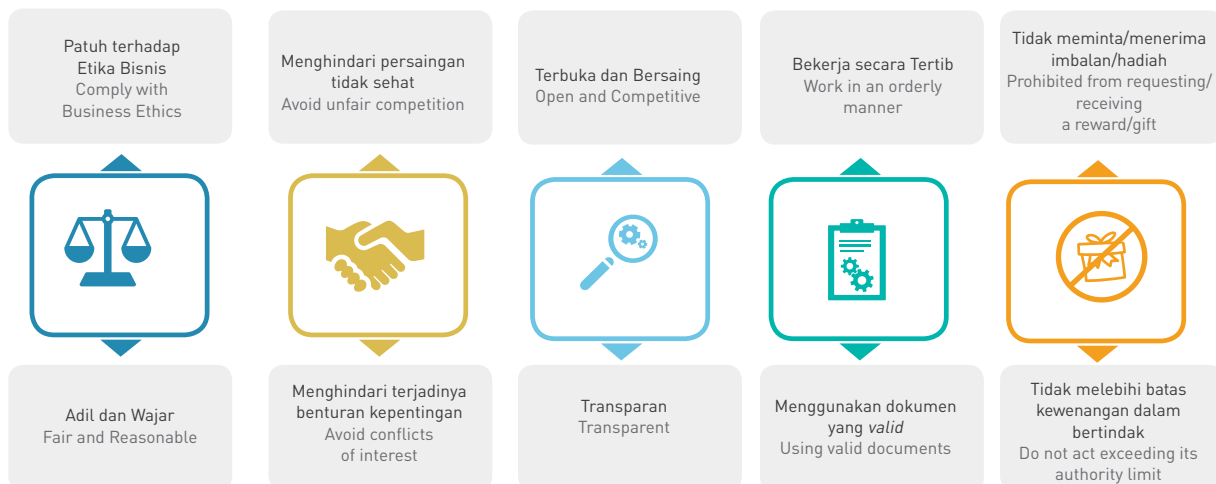 Patuh terhadap
Etika Bisnis
Comply with
Business Ethics
Menghindari persaingan
tidak sehat
Avoid unfair competition
Terbuka dan Bersaing
Open and Competitive
Bekerja secara Tertib
Work in an orderly
manner
Tidak meminta/menerima
imbalan/hadiah
Prohibited from requesting/
receiving
a reward/gift
Adil dan Wajar
Fair and Reasonable
Menghindari terjadinya
benturan kepentingan
Avoid conflicts
of interest
Transparan
Transparent
Menggunakan dokumen
yang valid
Using valid documents
Tidak melebihi batas
kewenangan dalam
bertindak
Do not act exceeding its
authority limit